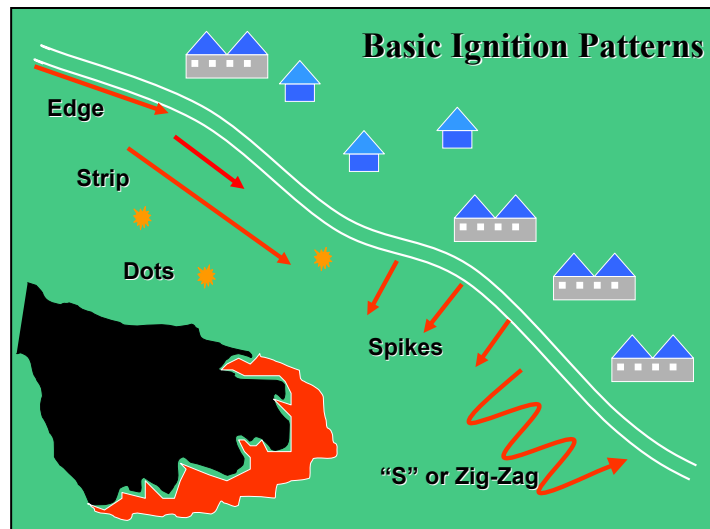 Basic Ignition Patterns
Edge
Strip
Dots
Spikes
“S” or Zig-Zag